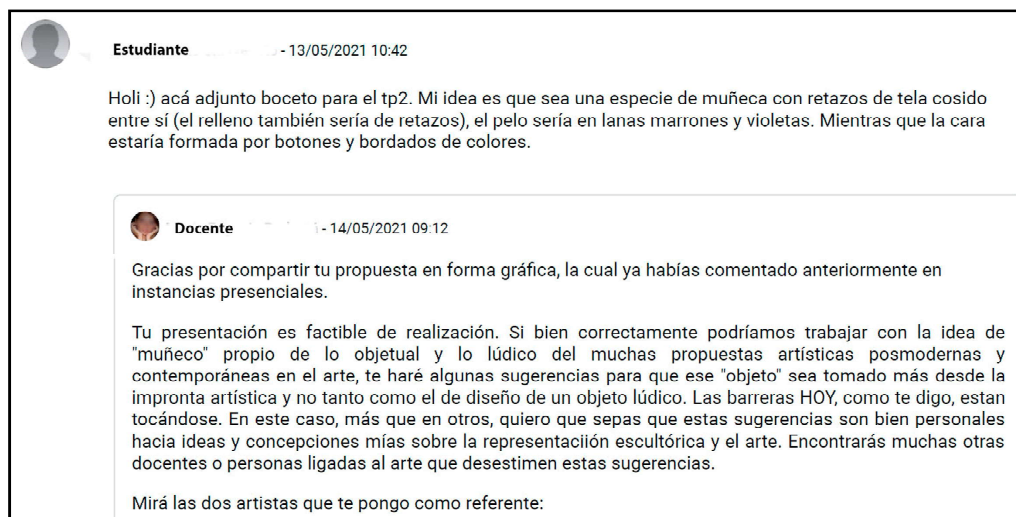 Estudiante - 13/05/2021 10:42
Holi :) acá adjunto boceto para el tp2. Mi idea es que sea una especie de muñeca con retazos de tela cosido
entre sí (el relleno también sería de retazos), el pelo sería en lanas marrones y violetas. Mientras que la cara
estaría formada por botones y bordados de colores.
Docente - 14/05/2021 09:12
Gracias por compartir tu propuesta en forma gráfica, la cual ya habías comentado anteriormente en
instancias presenciales.
Tu presentación es factible de realización. Si bien correctamente podríamos trabajar con la idea de
"muñeco" propio de lo objetual y lo lúdico del muchas propuestas artísticas posmodernas y
contemporáneas en el arte, te haré algunas sugerencias para que ese "objeto" sea tomado más desde la
impronta artística y no tanto como el de diseño de un objeto lúdico. Las barreras HOY, como te digo, estan
tocándose. En este caso, más que en otros, quiero que sepas que estas sugerencias son bien personales
hacia ideas y concepciones mías sobre la representaciión escultórica y el arte. Encontrarás muchas otras
docentes o personas ligadas al arte que desestimen estas sugerencias.
Mirá las dos artistas que te pongo como referente: